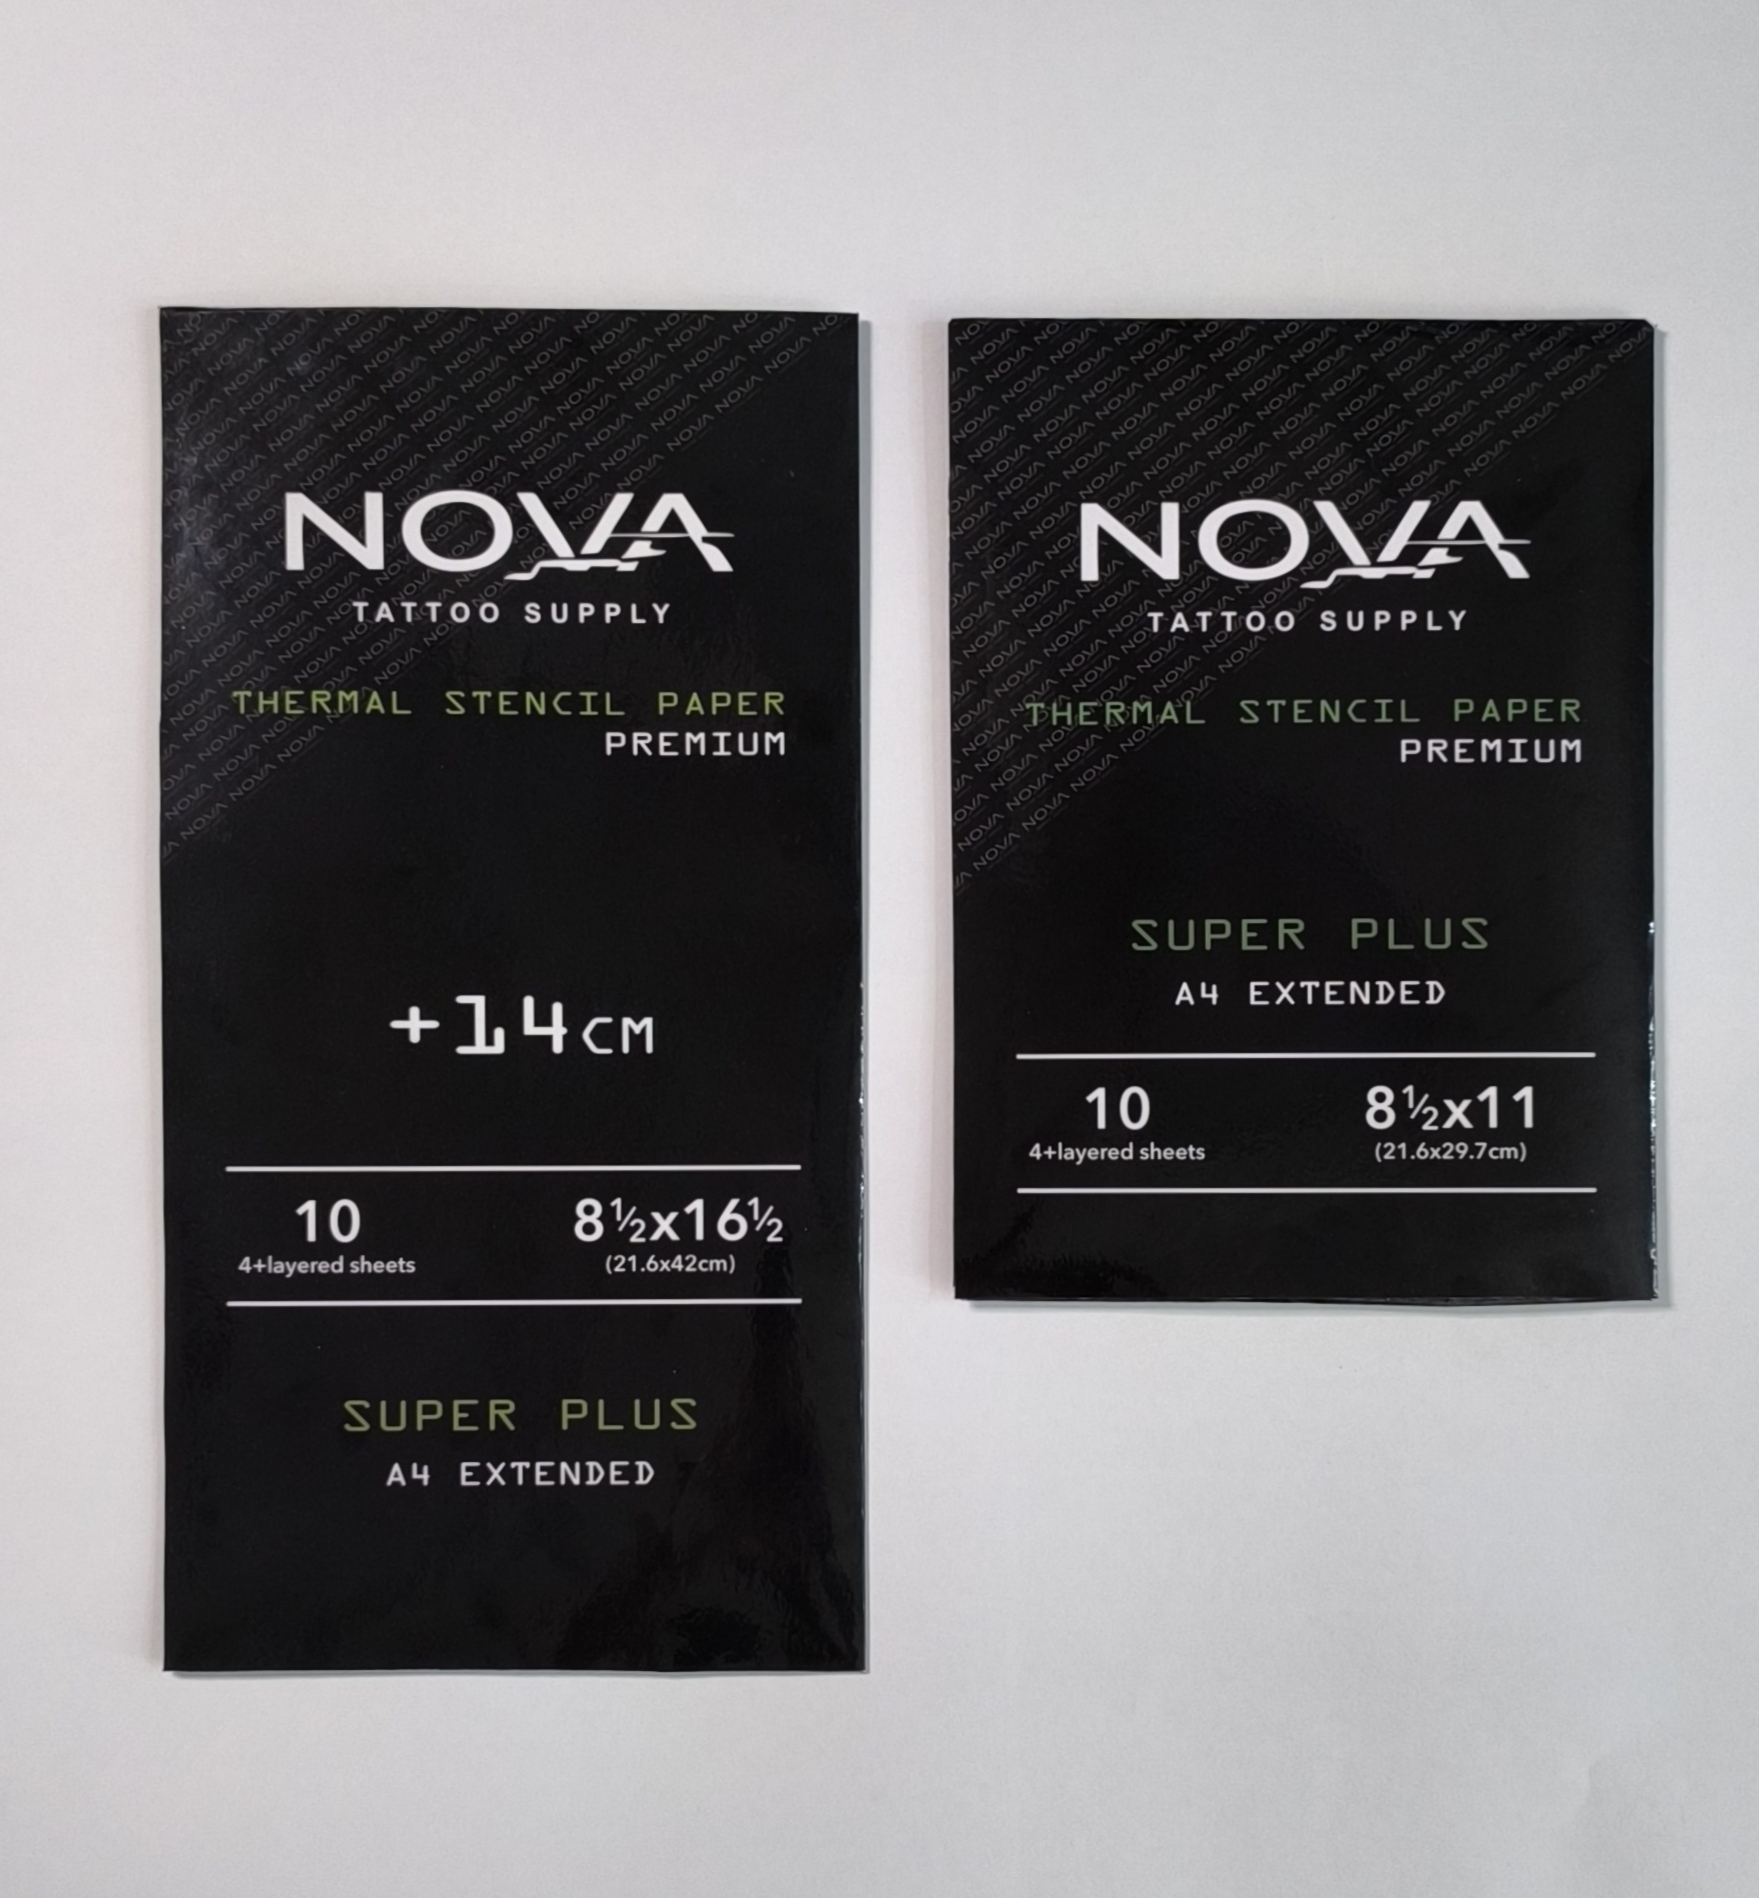 NOVA
TATTOO SUPPLY
THERMAL STENCIL PAPER
PREMIUM
+14CM
10
4+layered sheets
8½x16½
(21.6x42cm)
SUPER PLUS
A4 EXTENDED
NOVA
TATTOO SUPPLY
THERMAL STENCIL PAPER
PREMIUM
SUPER PLUS
A4 EXTENDED
10
4+layered sheets
8½x11
(21.6x29.7cm)